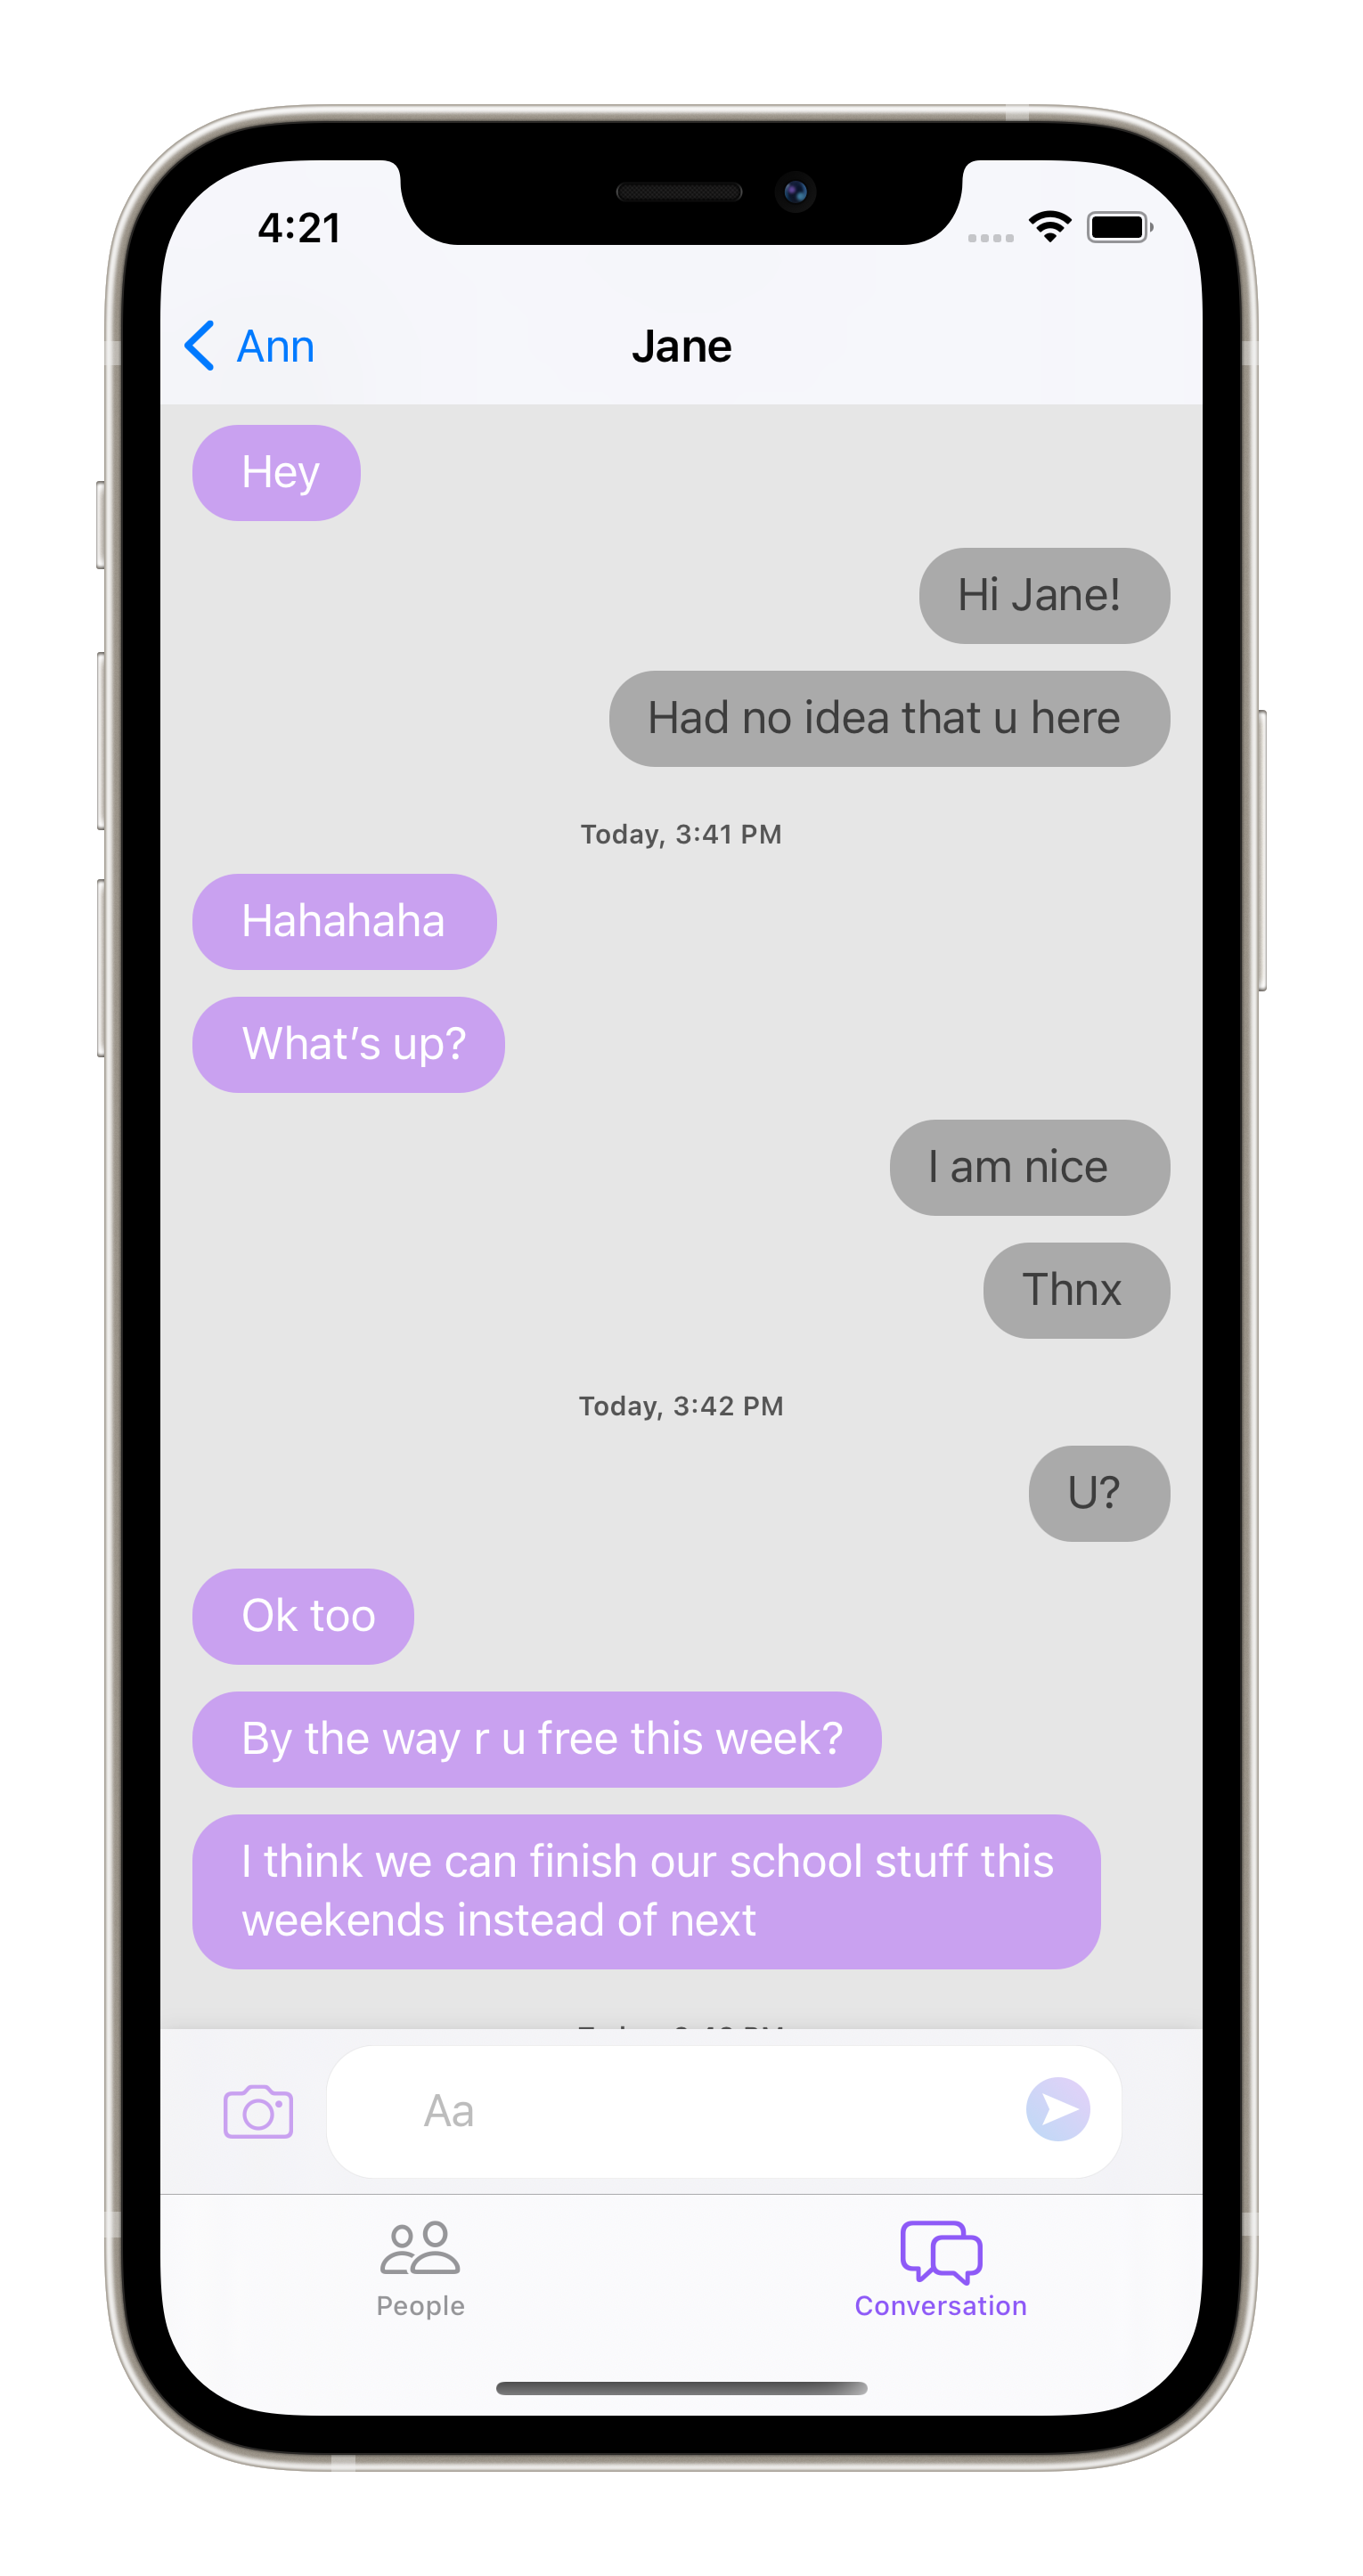 4:21
Ann
Jane
Hey
Hi Jane!
Had no idea that u here
Today, 3:41 PM
Hahahaha
What's up?
I am nice
Thnx
Today, 3:42 PM
U?
Ok too
By the way r u free this week?
I think we can finish our school stuff this
weekends instead of next
Aa
People
Conversation